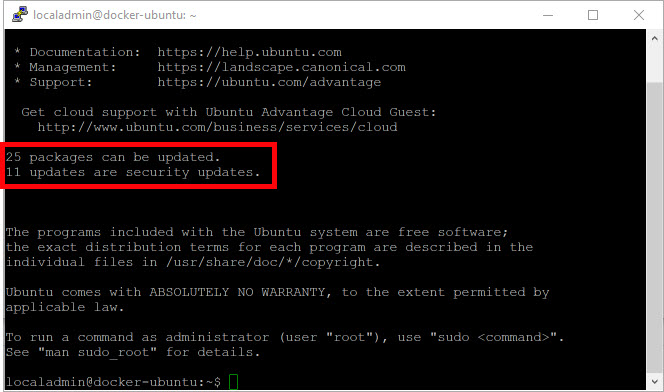 localadmin@docker-ubuntu: ~
* Documentation:  https://help.ubuntu.com
* Management:     https://landscape.canonical.com
* Support:        https://ubuntu.com/advantage
Get cloud support with Ubuntu Advantage Cloud Guest:
http://www.ubuntu.com/business/services/cloud
25 packages can be updated.
11 updates are security updates.
The programs included with the Ubuntu system are free software;
the exact distribution terms for each program are described in the
individual files in /usr/share/doc/*/copyright.
Ubuntu comes with ABSOLUTELY NO WARRANTY, to the extent permitted by
applicable law.
To run a command as administrator (user "root"), use "sudo <command>".
See "man sudo_root" for details.
localadmin@docker-ubuntu:~$